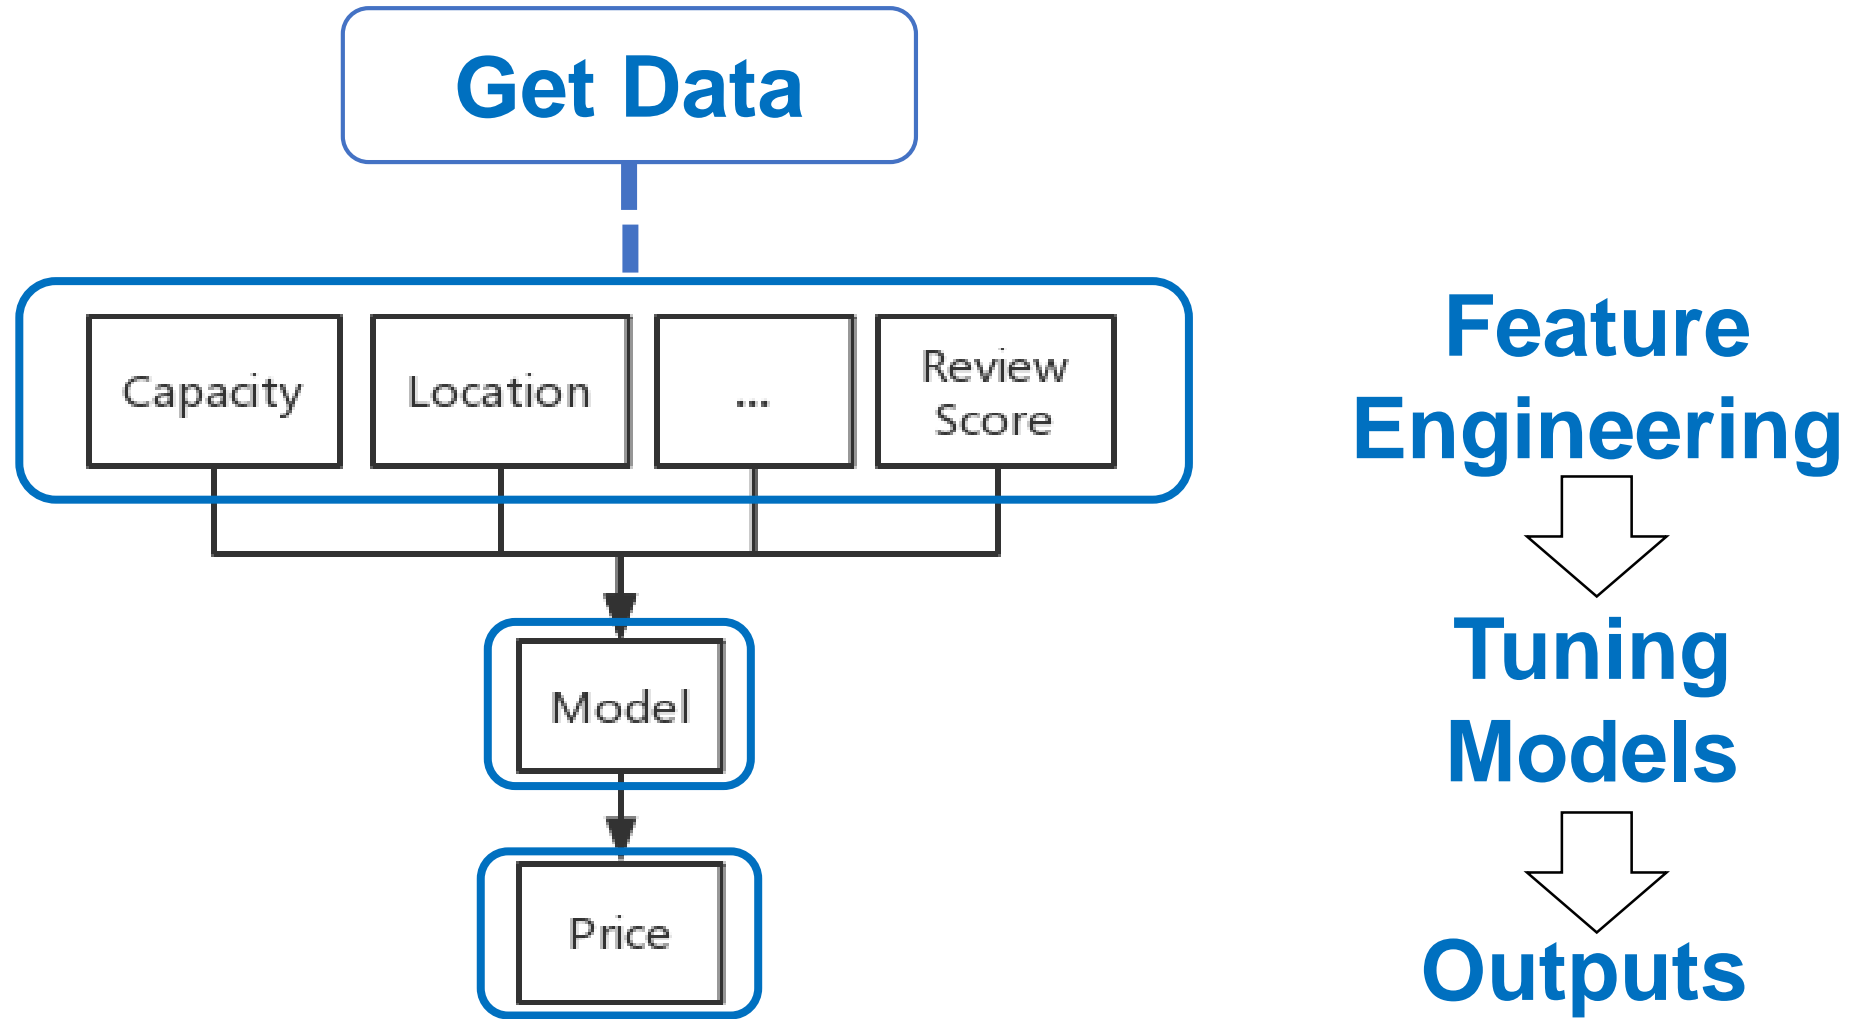 Get Data
Capacity
Location
...
Review
Score
Feature
Engineering
Model
Tuning
Models
Price
Outputs